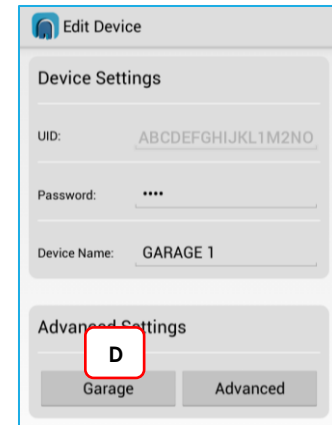 Edit Device
Device Settings
UID: ABCDEFGHIJKL1M2NO
Password: ••••
Device Name: GARAGE 1
Advanced Settings
D
Garage Advanced